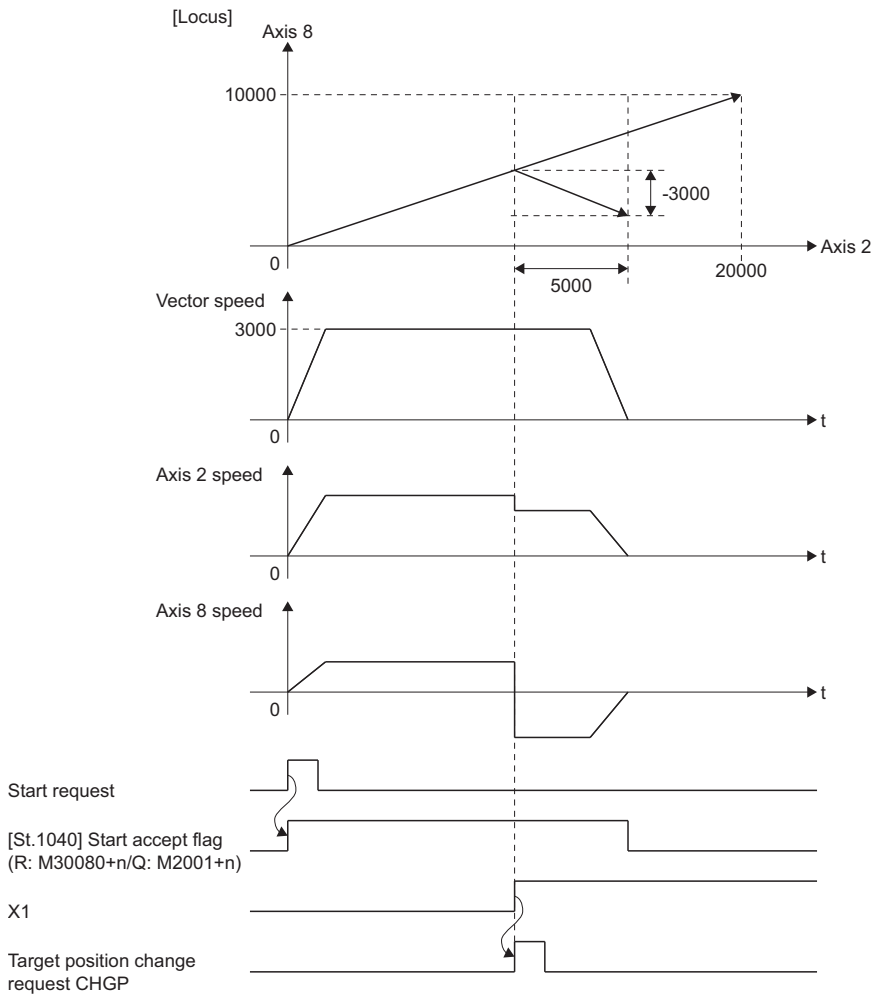 [Locus]
Axis 8
10000
-3000
Axis 2
0
20000
5000
Vector speed
3000
t
0
Axis 2 speed
t
0
Axis 8 speed
t
0
Start request
[St.1040] Start accept flag
(R: M30080+n/Q: M2001+n)
X1
Target position change
request CHGP